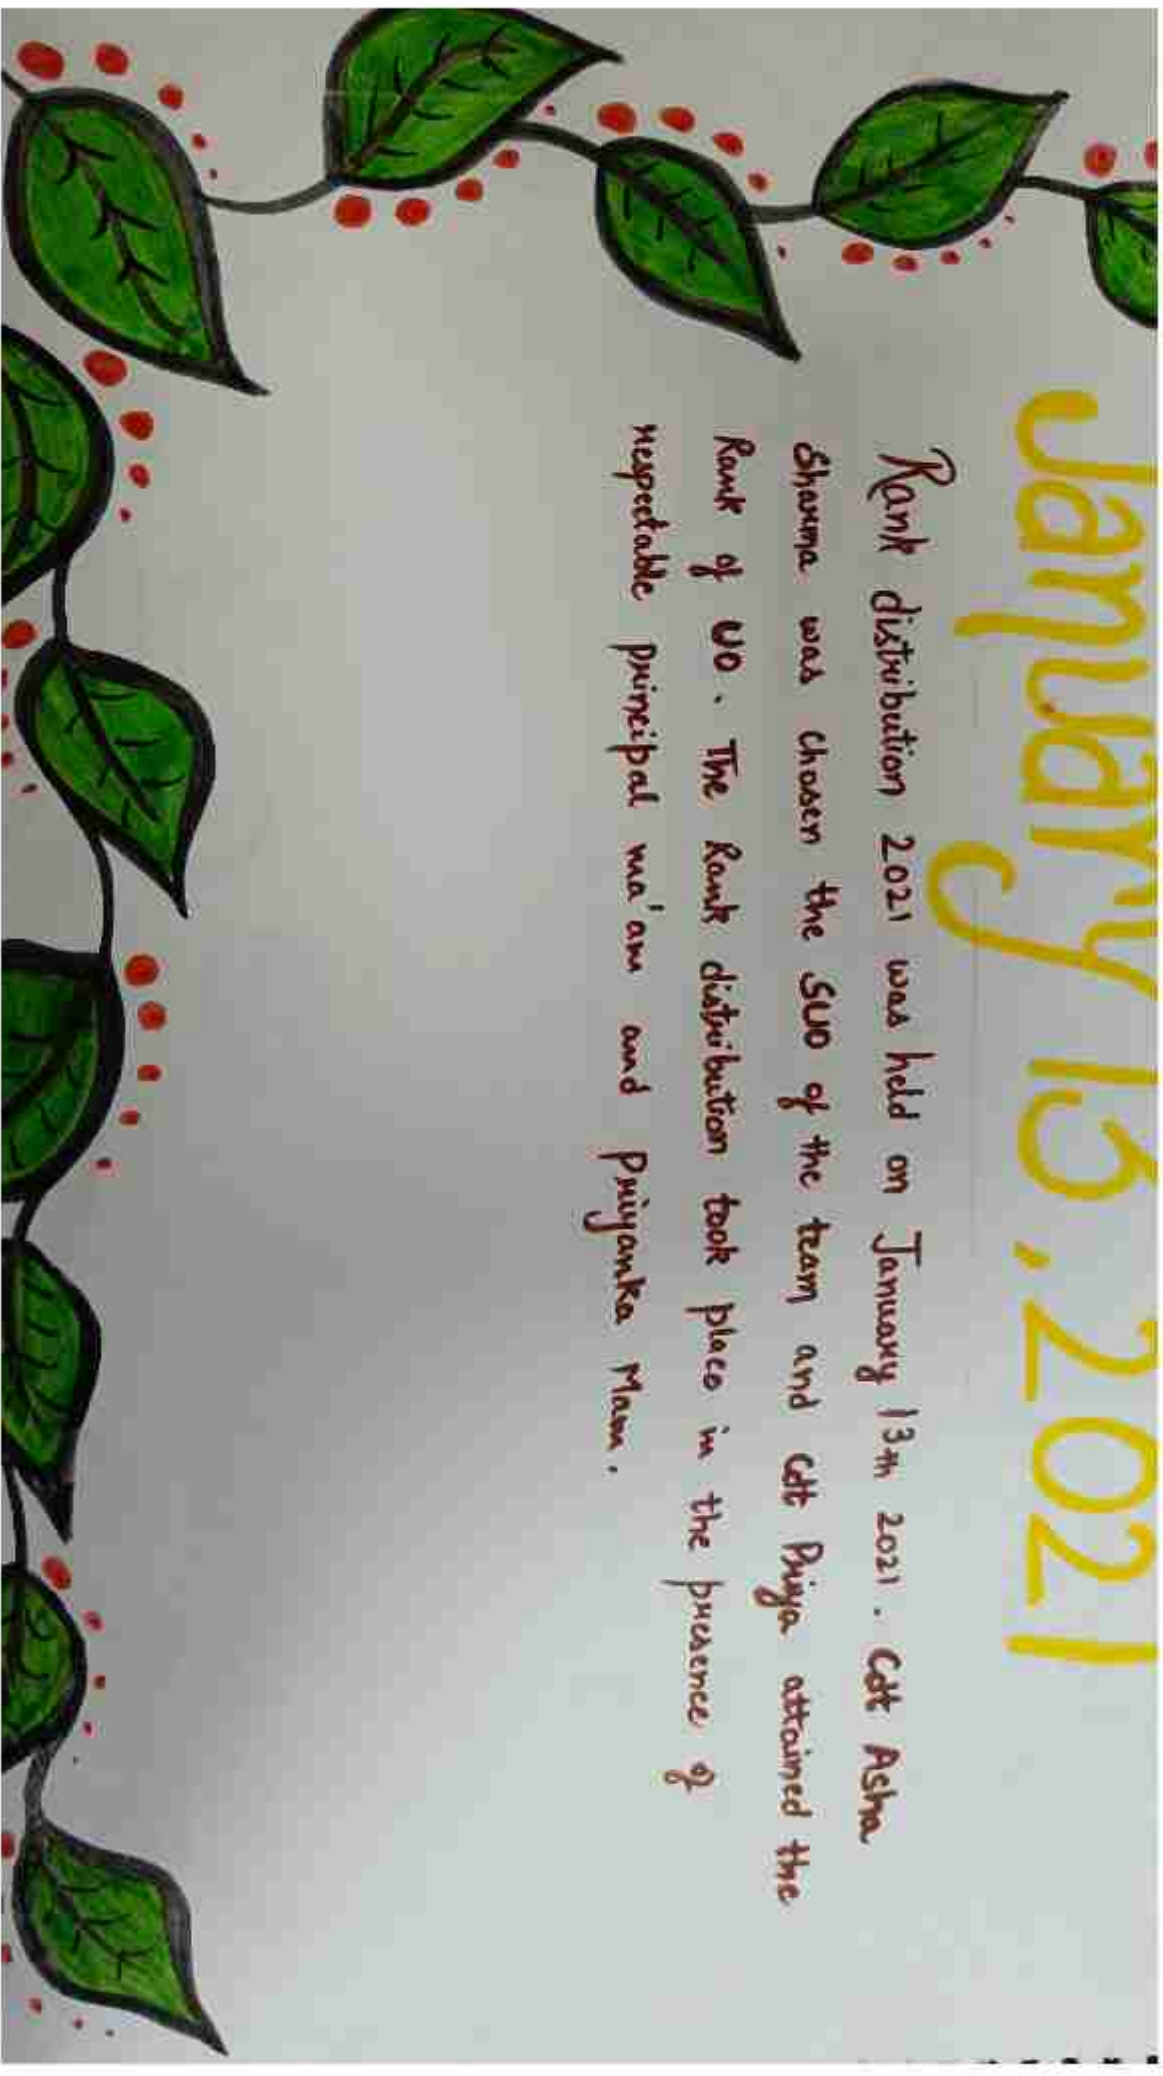 January 13, 2021
Rank distribution 2021 was held on January 13th 2021. Cdt Asha
Sharma was chosen the SUO of the team and Cdt Priya attained the
Rank of UO. The Rank distribution took place in the presence of
respectable principal ma'am and Priyanka Mam.